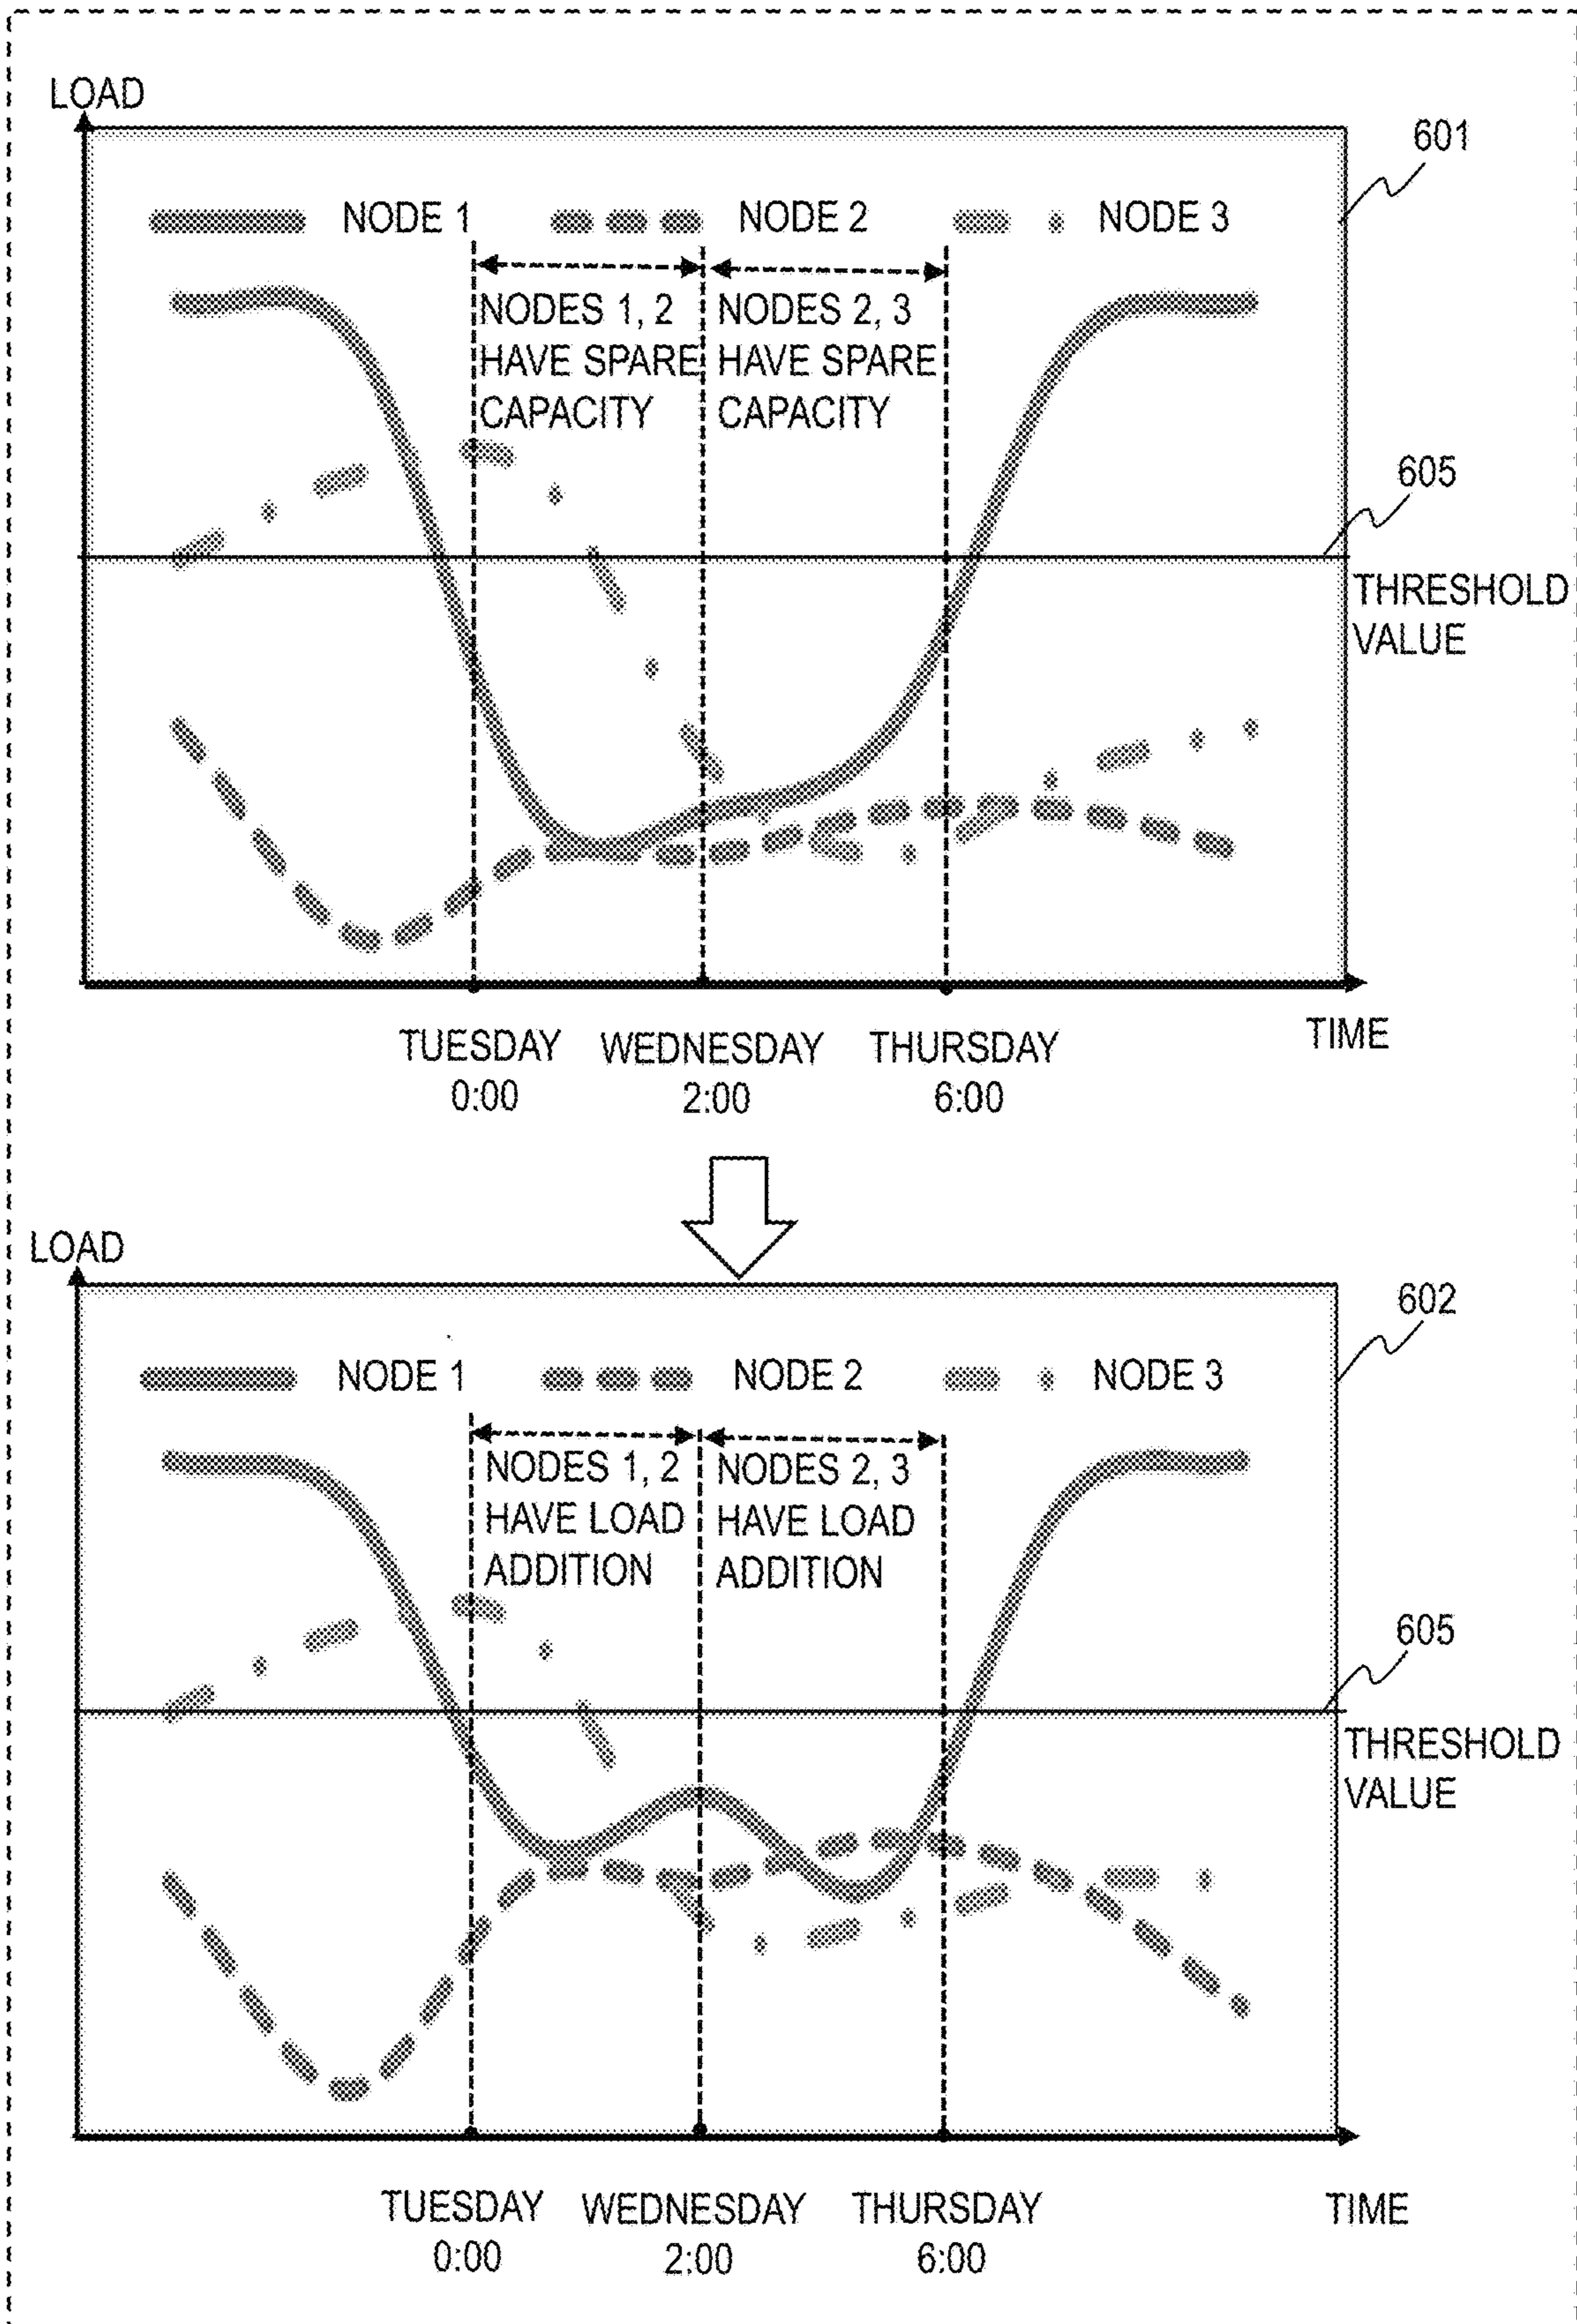 LOAD
601
NODE 1
NODE 2
NODE 3
NODES 1, 2
HAVE SPARE
CAPACITY
NODES 2, 3
HAVE SPARE
CAPACITY
605
THRESHOLD
VALUE
TUESDAY
0:00
WEDNESDAY
2:00
THURSDAY
6:00
TIME
LOAD
602
NODE 1
NODE 2
NODE 3
NODES 1, 2
HAVE LOAD
ADDITION
NODES 2, 3
HAVE LOAD
ADDITION
605
THRESHOLD
VALUE
TUESDAY
0:00
WEDNESDAY
2:00
THURSDAY
6:00
TIME